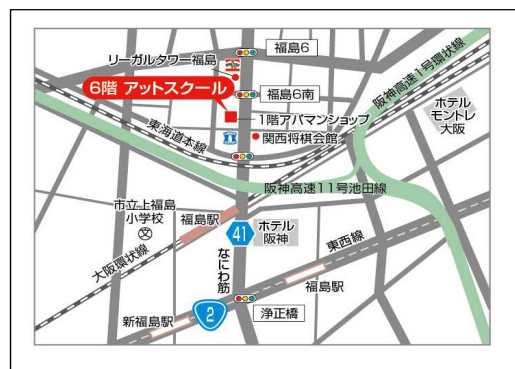 福島6
リーガルタワー福島
6階 アットスクール
福島6南
阪神高速1号環状線
1階アパマンショップ
ホテル
モントレ
大阪
東海道本線
関西将棋会館
阪神高速11号池田線
市立上福島
小学校
文
福島駅
41
ホテル
阪神
東西線
大阪環状線
なにわ筋
福島駅
2
浄正橋
新福島駅